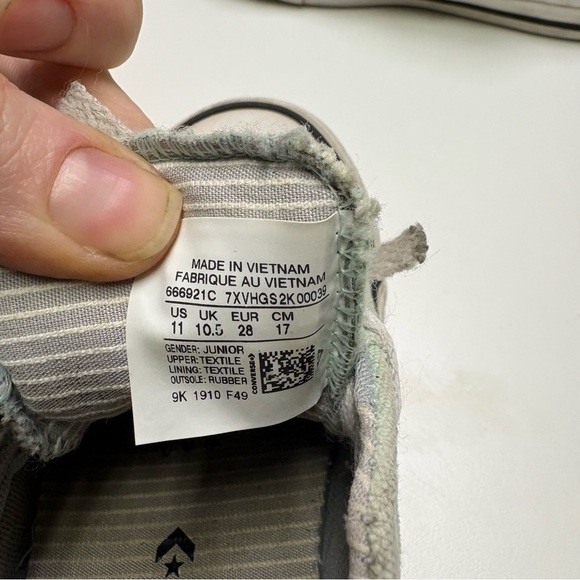 MADE IN VIETNAM
FABRIQUE AU VIETNAM
666921C 7XVHGS2K00039
US UK EUR CM
11 10.5 28 17
GENDER: JUNIOR
UPPER: TEXTILE
LINING: TEXTILE
OUTSOLE: RUBBER
CONVERSE
9K 1910 F49